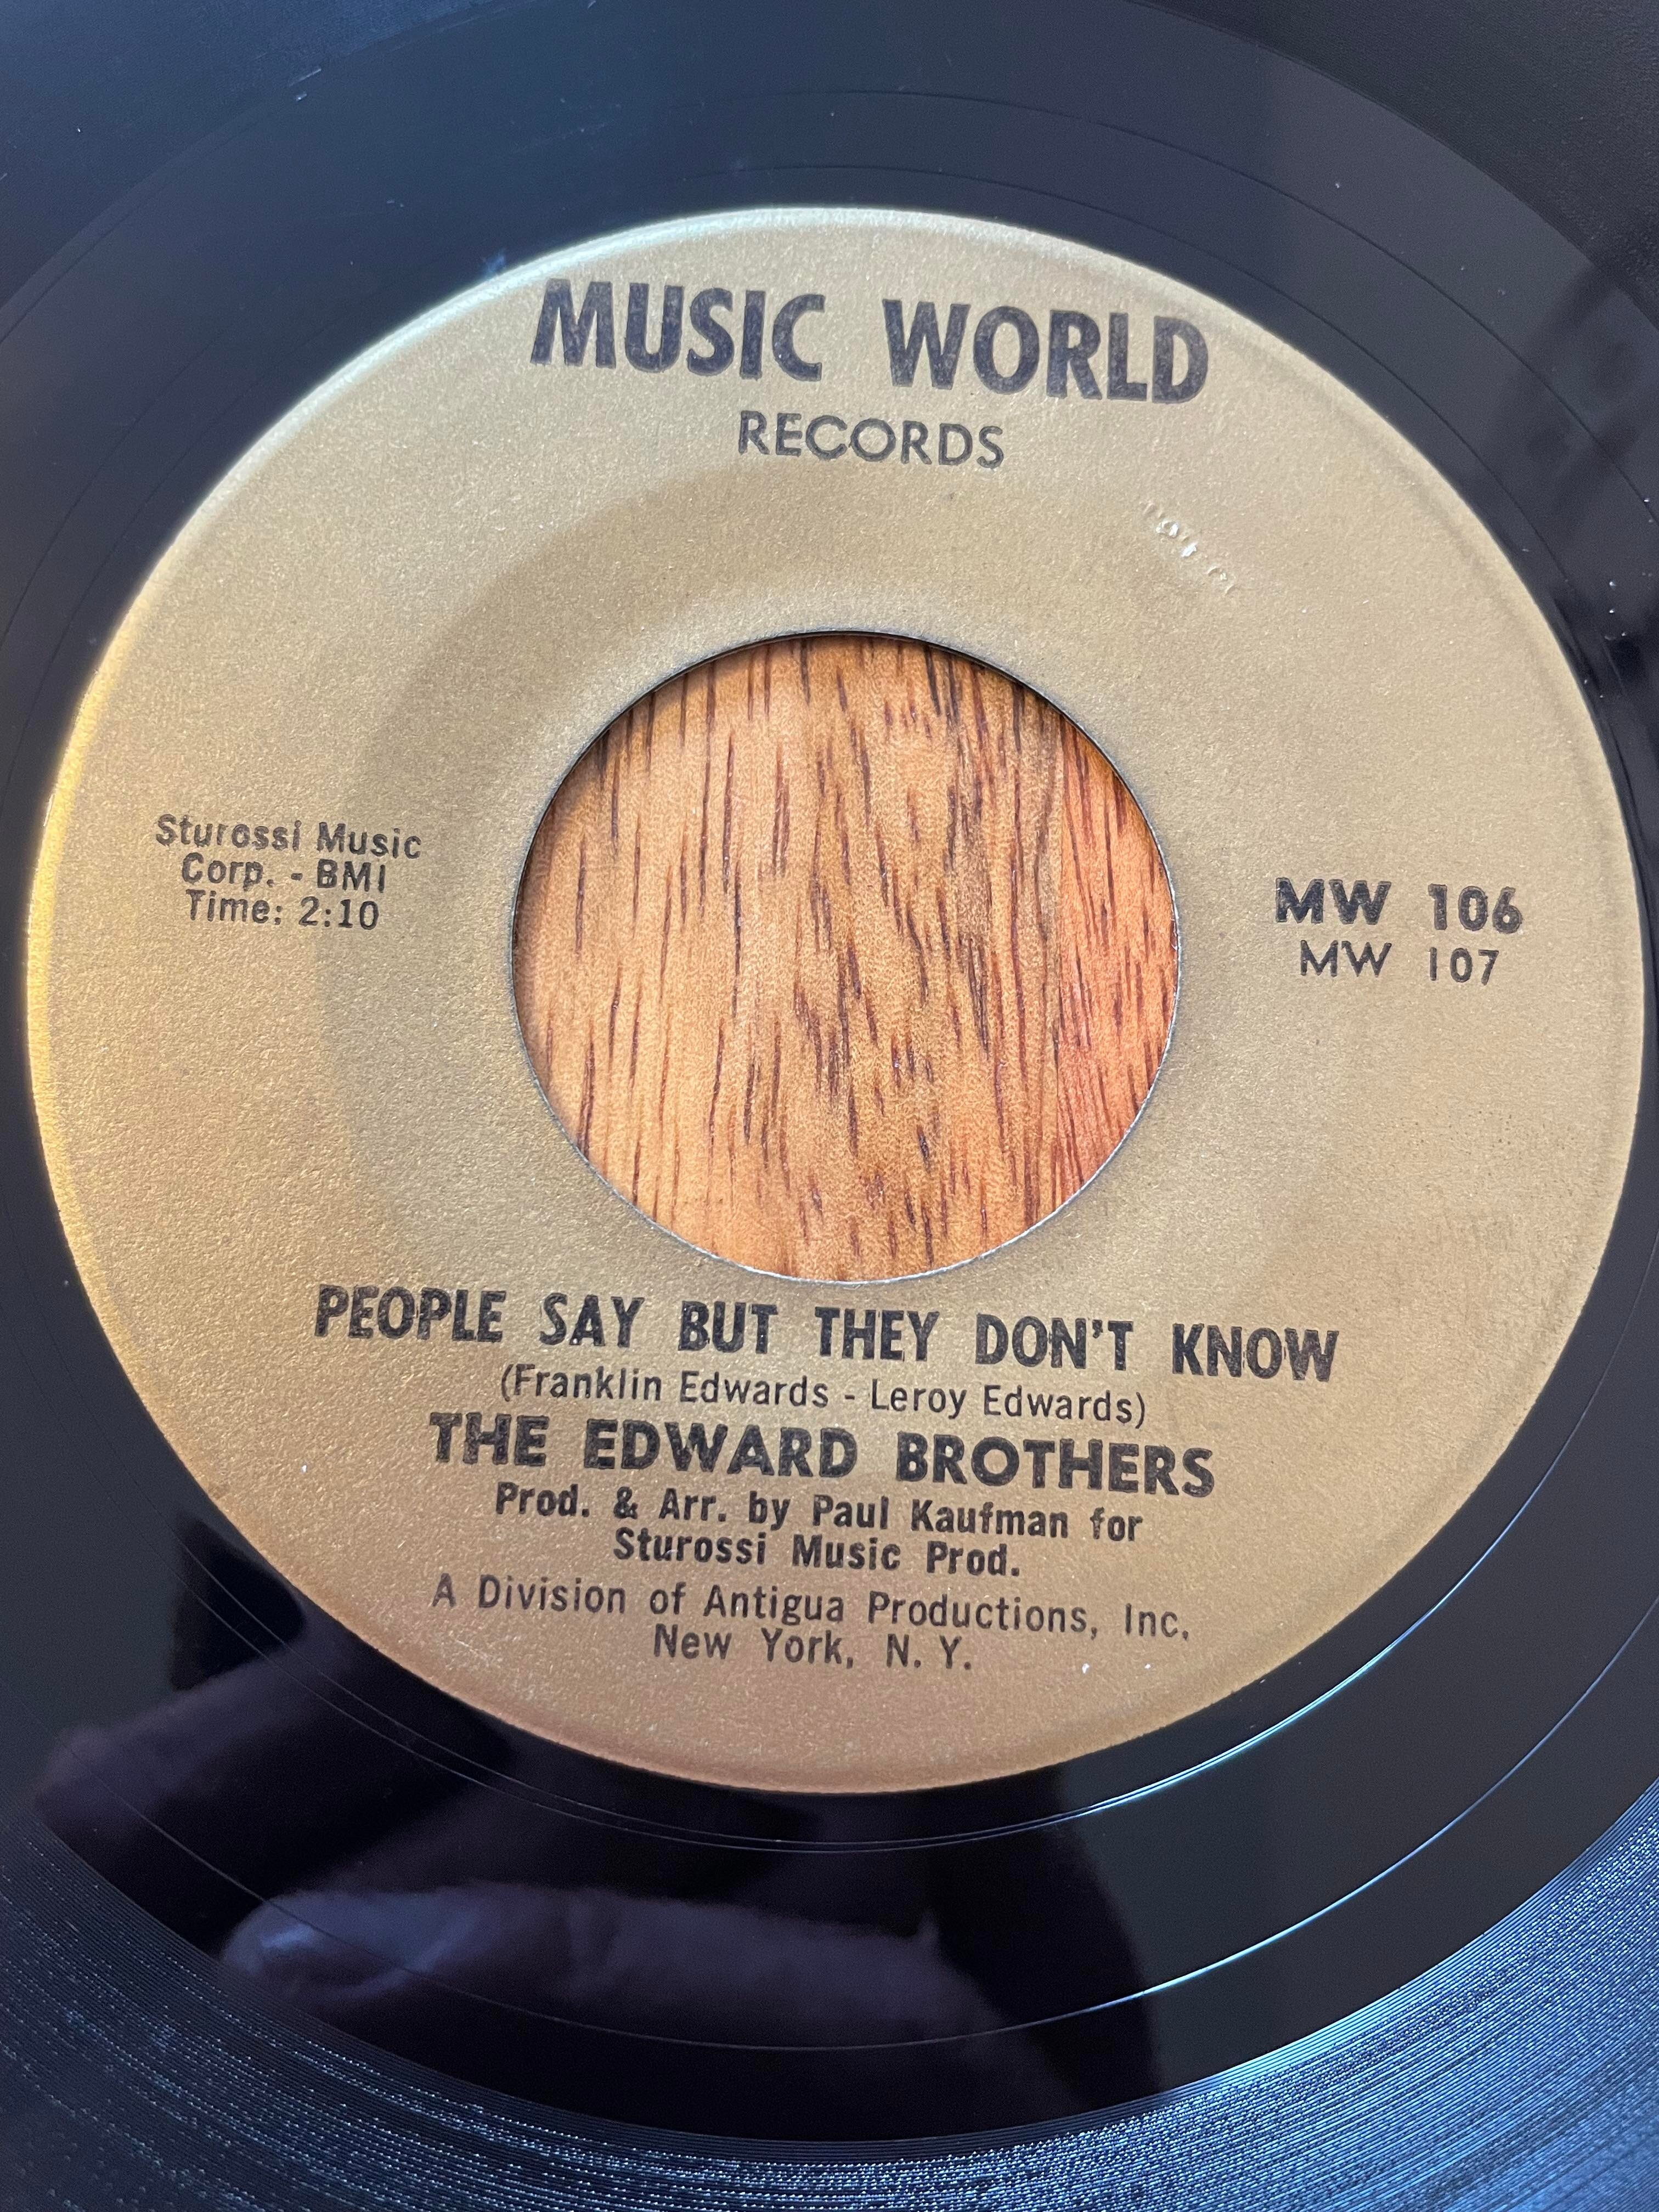 MUSIC WORLD
RECORDS
Sturossi Music
Corp. - BMI
Time: 2:10
MW 106
MW 107
PEOPLE SAY BUT THEY DON'T KNOW
(Franklin Edwards - Leroy Edwards)
THE EDWARD BROTHERS
Prod. & Arr. by Paul Kaufman for
Sturossi Music Prod.
A Division of Antigua Productions, Inc.
New York, N. Y.